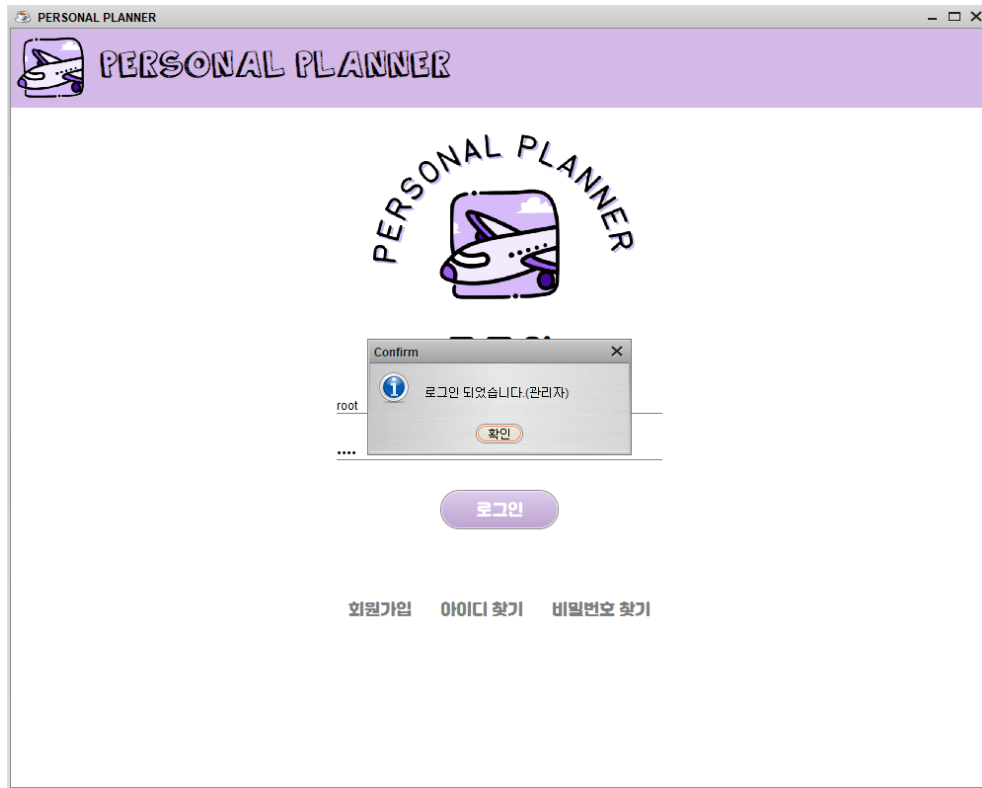 PERSONAL PLANNER
PERSONAL PLANNER
PERSONAL PLANNER
Confirm
로그인 되었습니다.(관리자)
확인
root
••••
로그인
회원가입 아이디 찾기 비밀번호 찾기